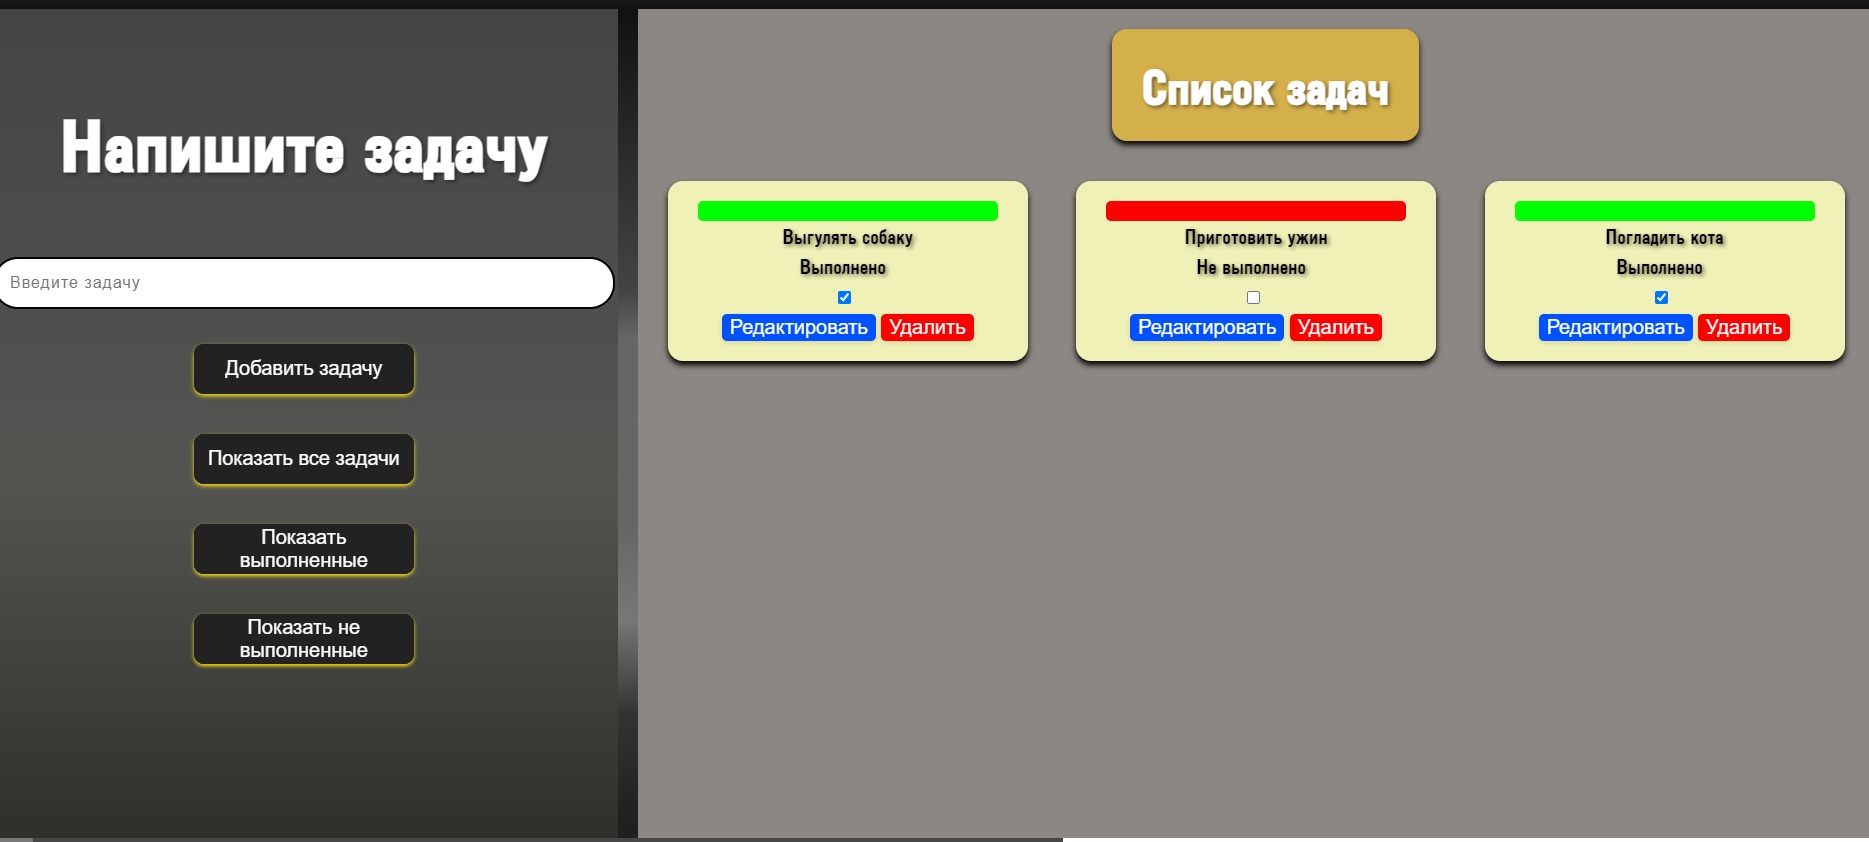 Напишите задачу
Введите задачу
Добавить задачу
Показать все задачи
Показать
выполненные
Показать не
выполненные
Список задач
Выгулять собаку
Выполнено
Редактировать Удалить
Приготовить ужин
Не выполнено
Редактировать Удалить
Погладить кота
Выполнено
Редактировать Удалить